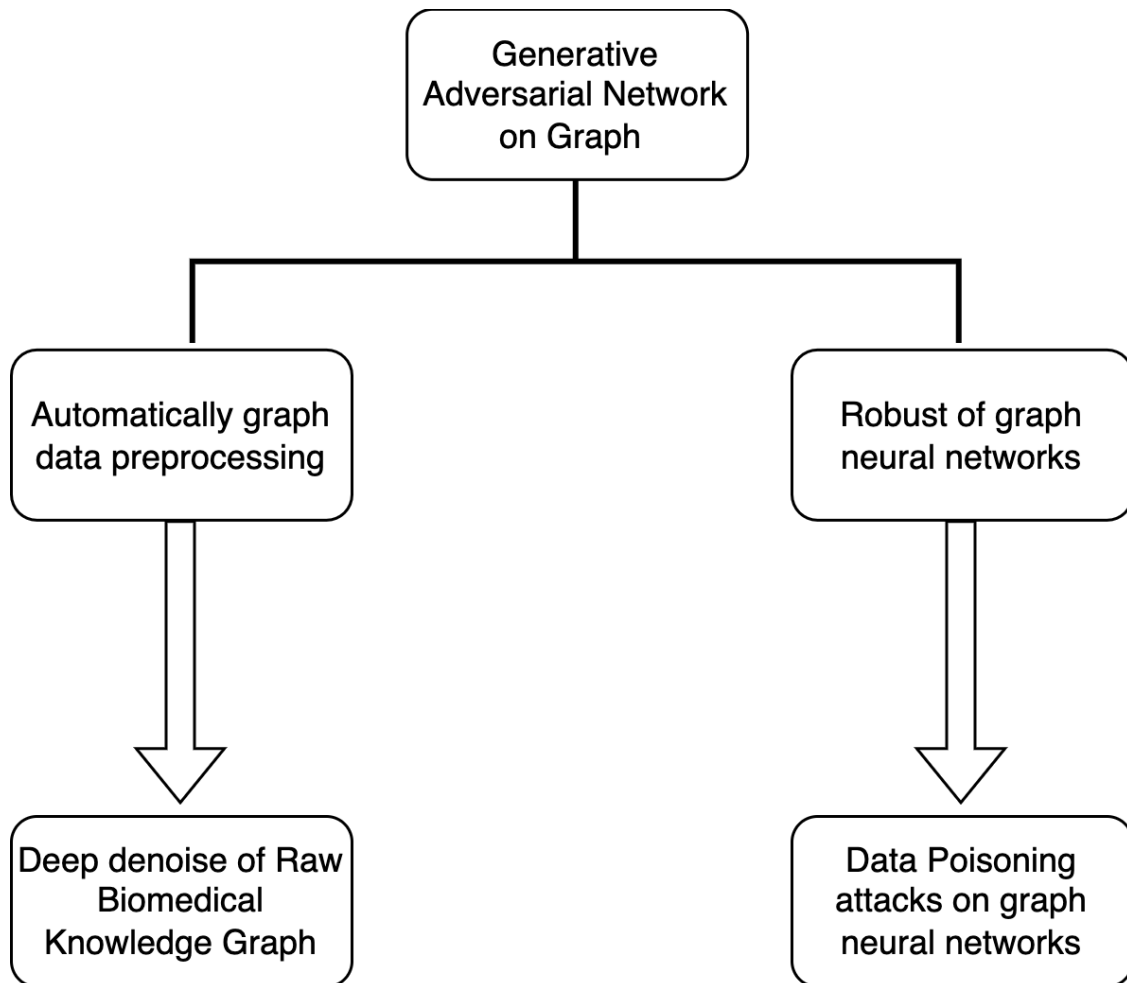 Generative
Adversarial Network
on Graph
Automatically graph
data preprocessing
Robust of graph
neural networks
Deep denoise of Raw
Biomedical
Knowledge Graph
Data Poisoning
attacks on graph
neural networks